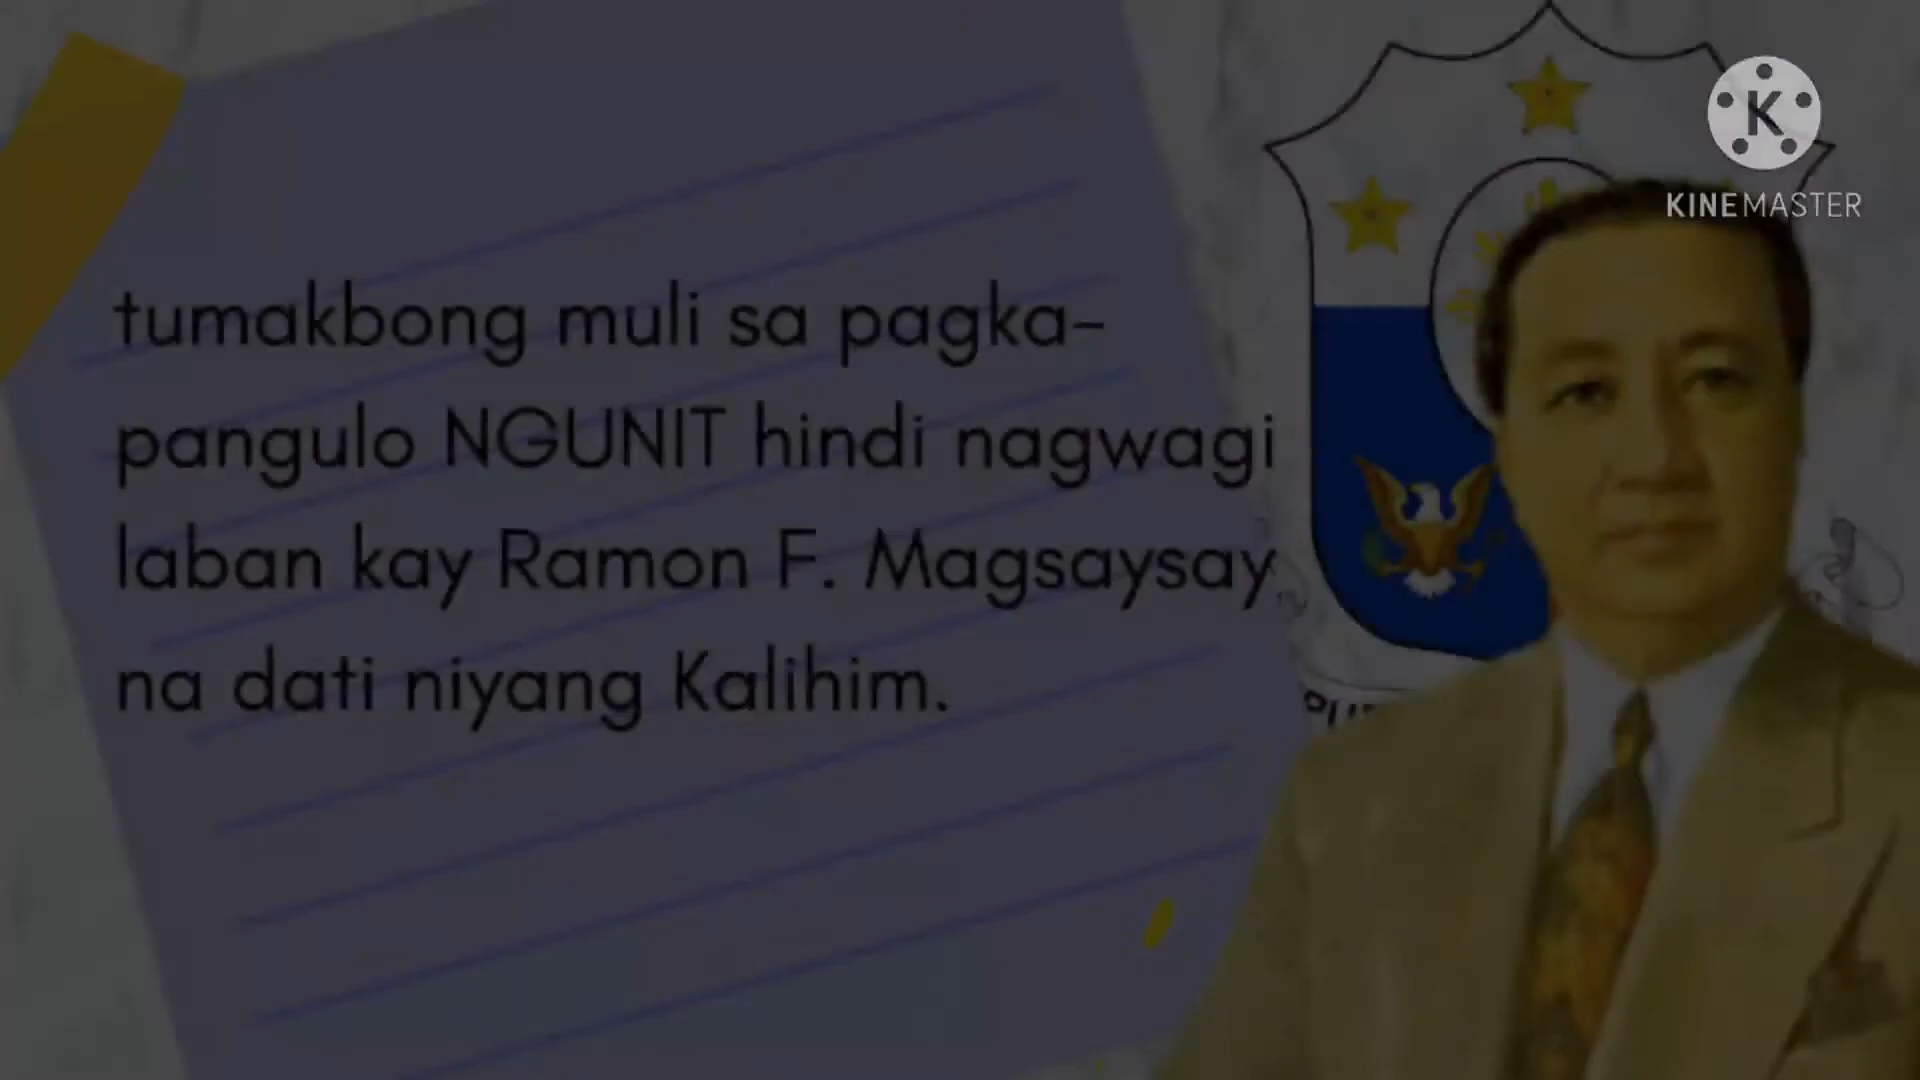 tumakbong muli sa pagka-
pangulo NGUNIT hindi nagwagi
laban kay Ramon F. Magsaysay
na dati niyang Kalihim.
K
KINEMASTER